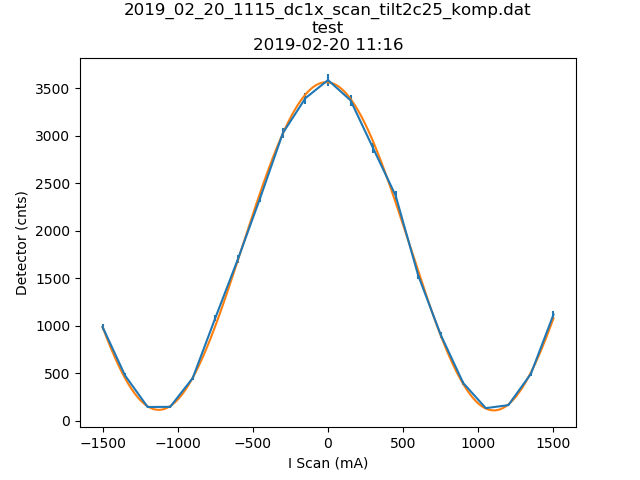 2019_02_20_1115_dc1x_scan_tilt2c25_komp.dat
test
2019-02-20 11:16
3500
3000
2500
2000
1500
1000
500
0
Detector (cnts)
−1500 −1000 −500 0 500 1000 1500
I Scan (mA)